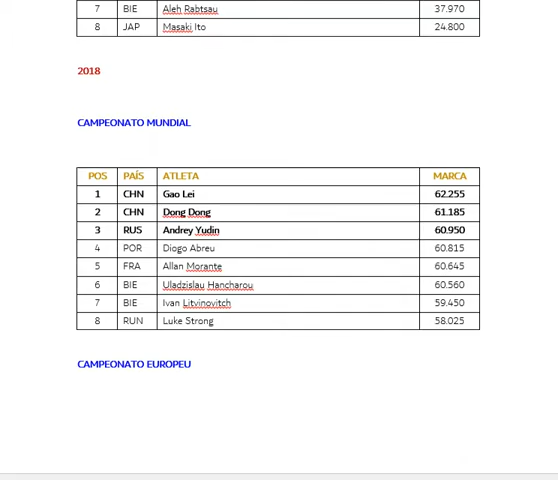 7 BIE Aleh Rabtsau 37.970
8 JAP Masaki Ito 24.800
2018
CAMPEONATO MUNDIAL
POS PAÍS ATLETA MARCA
1 CHN Gao Lei 62.255
2 CHN Dong Dong 61.185
3 RUS Andrey Yudin 60.950
4 POR Diogo Abreu 60.815
5 FRA Allan Morante 60.645
6 BIE Uladzislau Hancharou 60.560
7 BIE Ivan Litvinovitch 59.450
8 RUN Luke Strong 58.025
CAMPEONATO EUROPEU